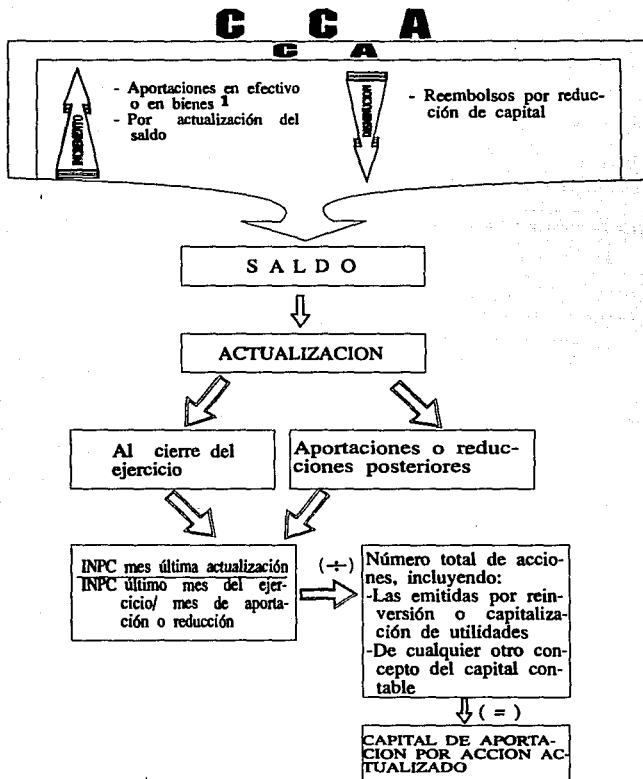 C C A
C A
INCREMENTO
- Aportaciones en efectivo
o en bienes 1
- Por actualización del
saldo
DISMINUCION
- Reembolsos por reduc-
ción de capital
S A L D O
ACTUALIZACION
Al cierre del
ejercicio
Aportaciones o reduc-
ciones posteriores
INPC mes última actualización
INPC último mes del ejer-
cicio/ mes de aporta-
ción o reducción
(÷)
Número total de accio-
nes, incluyendo:
-Las emitidas por rein-
versión o capitaliza-
ción de utilidades
-De cualquier otro con-
cepto del capital con-
table
( = )
CAPITAL DE APORTA-
CION POR ACCION AC-
TUALIZADO